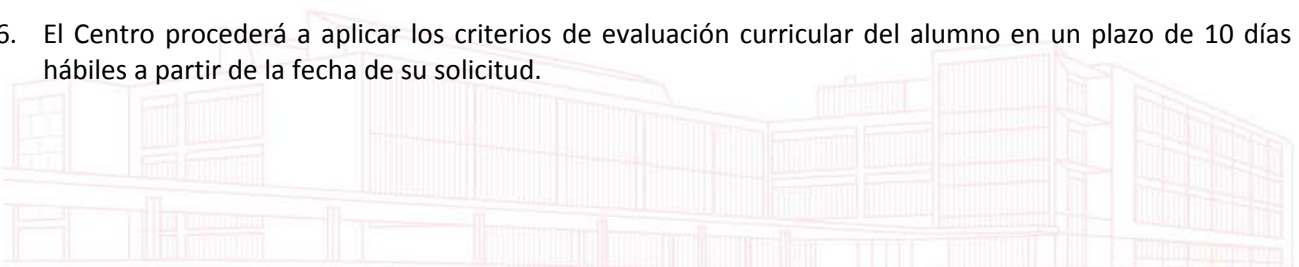 6. El Centro procederá a aplicar los criterios de evaluación curricular del alumno en un plazo de 10 días
hábiles a partir de la fecha de su solicitud.